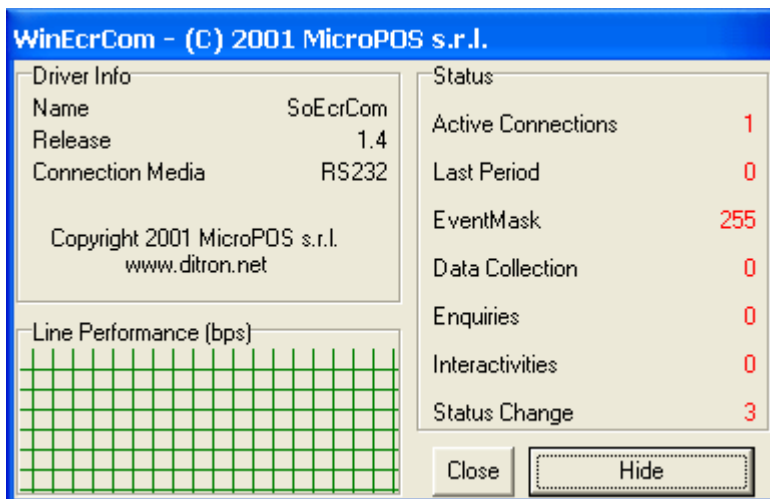 WinEcrCom - (C) 2001 MicroPOS s.r.l.
Driver Info
Name SoEcrCom
Release 1.4
Connection Media RS232
Copyright 2001 MicroPOS s.r.l.
www.ditron.net
Line Performance (bps)
Status
Active Connections 1
Last Period 0
EventMask 255
Data Collection 0
Enquiries 0
Interactivities 0
Status Change 3
Close Hide